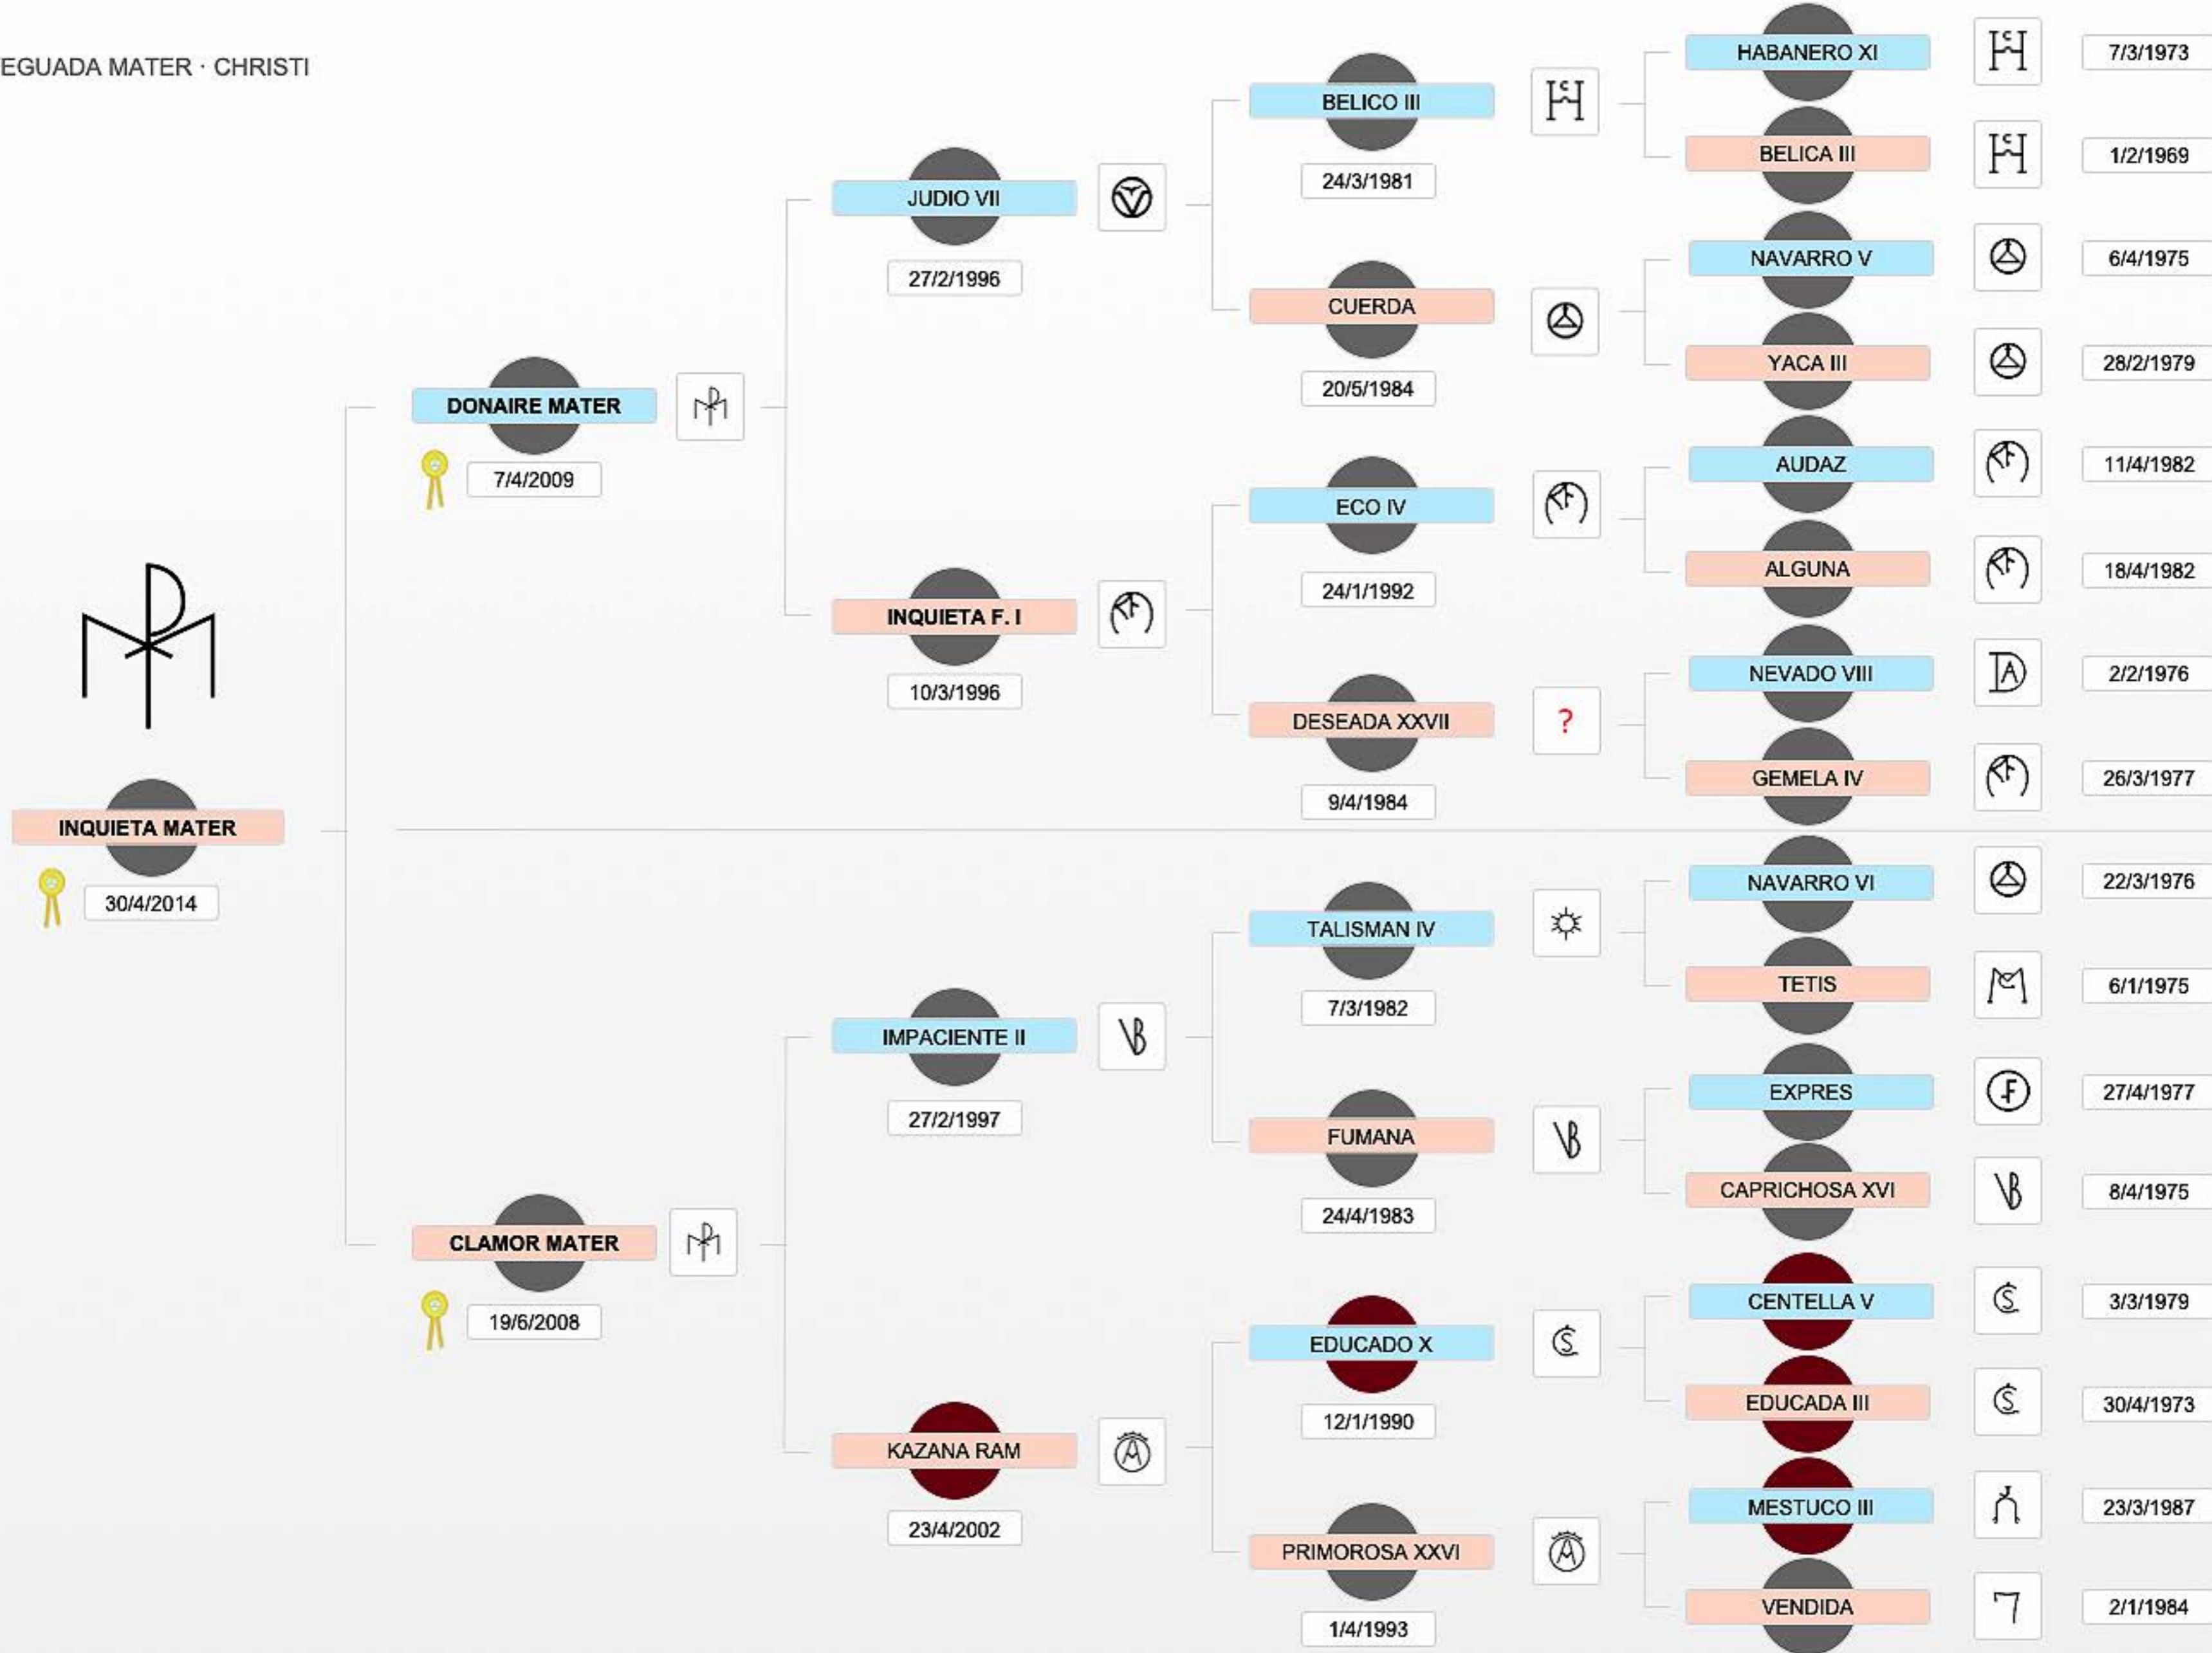 EGUADA MATER · CHRISTI
INQUIETA MATER
30/4/2014
DONAIRE MATER
7/4/2009
CLAMOR MATER
19/6/2008
JUDIO VII
27/2/1996
INQUIETA F. I
10/3/1996
IMPACIENTE II
27/2/1997
KAZANA RAM
23/4/2002
BELICO III
24/3/1981
CUERDA
20/5/1984
ECO IV
24/1/1992
DESEADA XXVII
?
9/4/1984
TALISMAN IV
7/3/1982
FUMANA
24/4/1983
EDUCADO X
12/1/1990
PRIMOROSA XXVI
1/4/1993
HABANERO XI 7/3/1973
BELICA III 1/2/1969
NAVARRO V 6/4/1975
YACA III 28/2/1979
AUDAZ 11/4/1982
ALGUNA 18/4/1982
NEVADO VIII 2/2/1976
GEMELA IV 26/3/1977
NAVARRO VI 22/3/1976
TETIS 6/1/1975
EXPRES 27/4/1977
CAPRICHOSA XVI 8/4/1975
CENTELLA V 3/3/1979
EDUCADA III 30/4/1973
MESTUCO III 23/3/1987
VENDIDA 2/1/1984